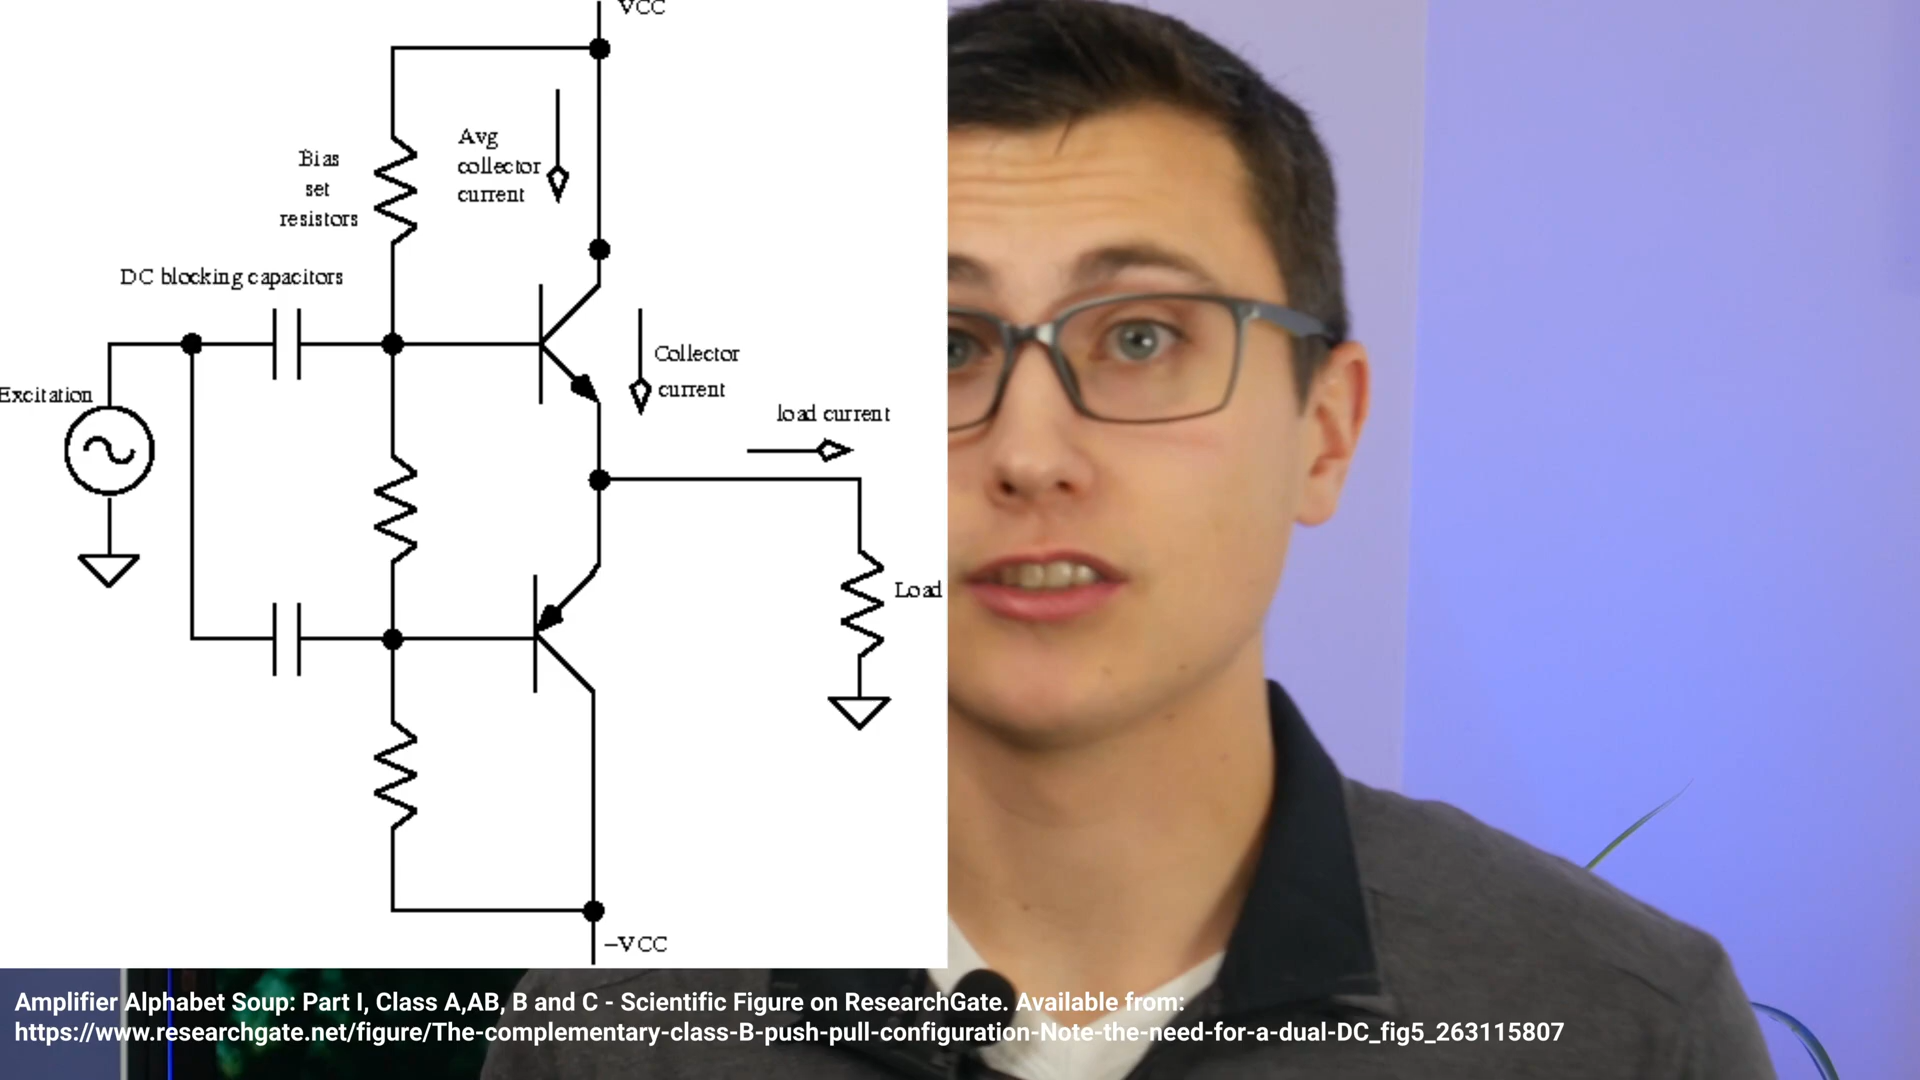 VCC
Avg
collector
current
Bias
set
resistors
DC blocking capacitors
Collector
current
Excitation
load current
Load
–VCC
Amplifier Alphabet Soup: Part I, Class A,AB, B and C - Scientific Figure on ResearchGate. Available from:
https://www.researchgate.net/figure/The-complementary-class-B-push-pull-configuration-Note-the-need-for-a-dual-DC_fig5_263115807